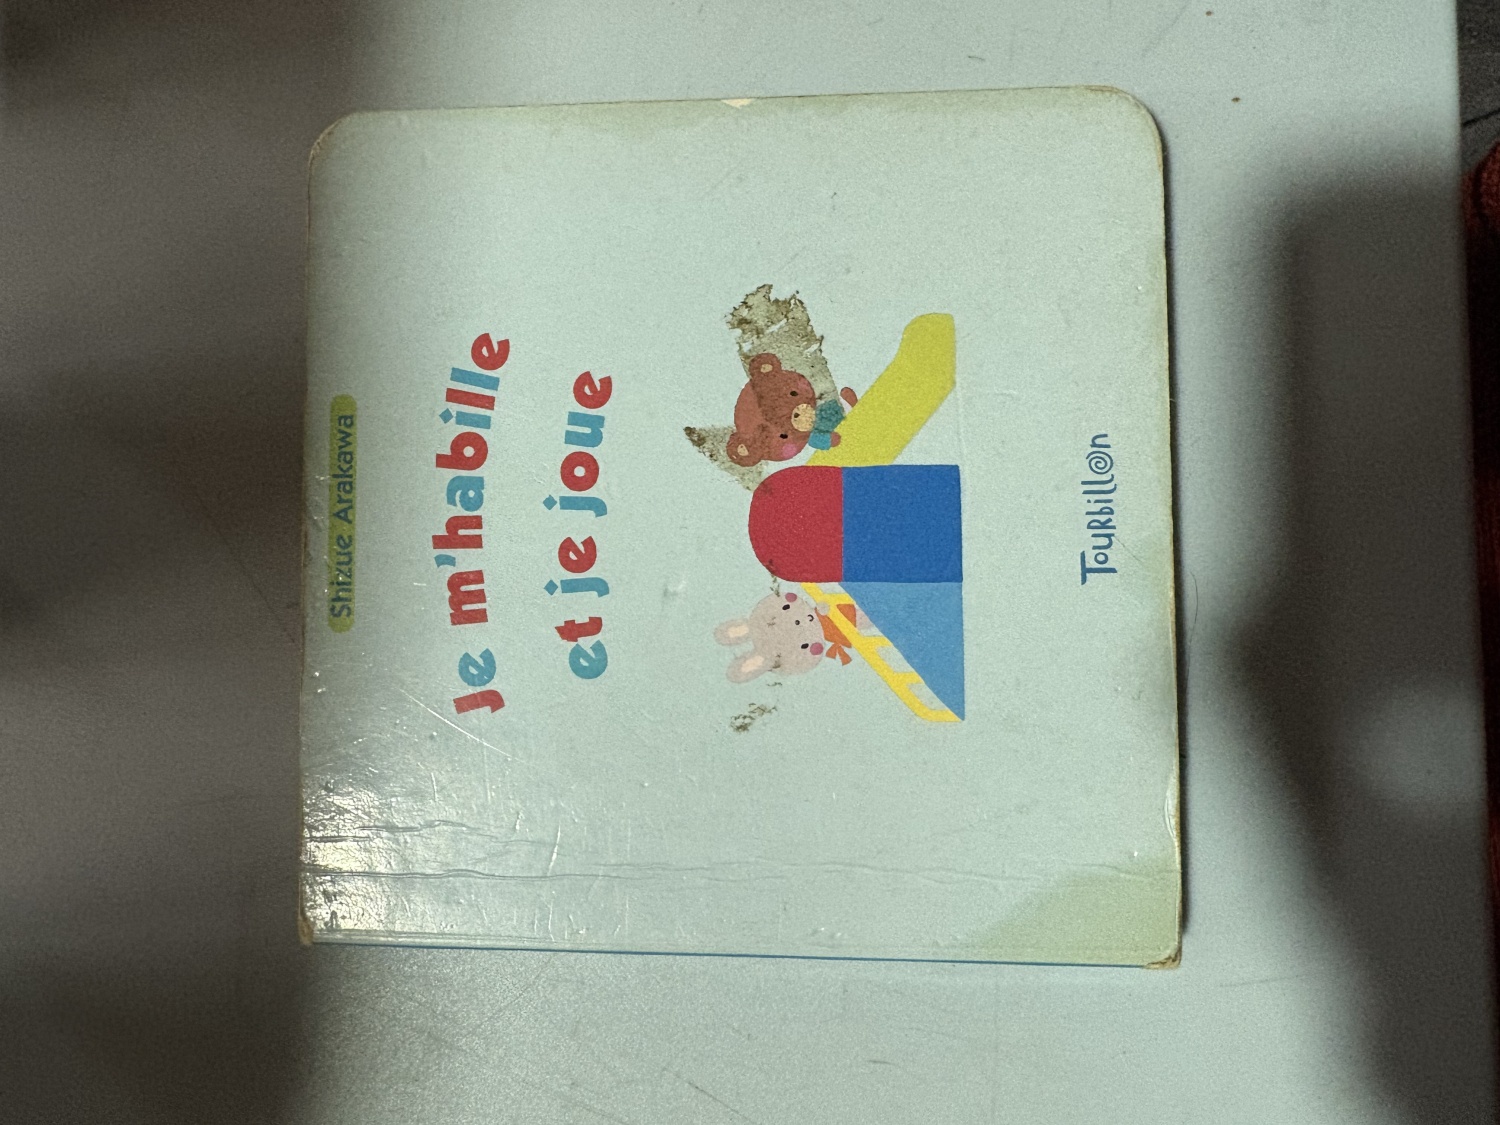 Shizue Arakawa
Je m'habille
et je joue
Tourbillon